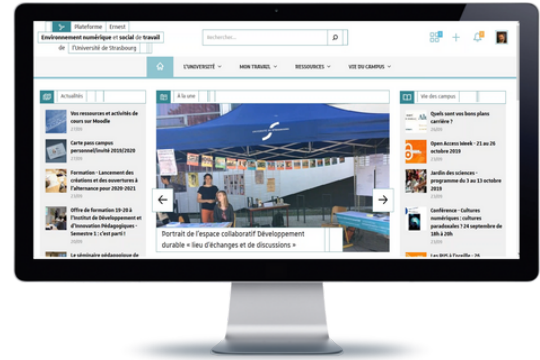 Plateforme Ernest
Environnement numérique et social de travail
de l'Université de Strasbourg
Rechercher...
L'UNIVERSITÉ
MON TRAVAIL
RESSOURCES
VIE DU CAMPUS
Actualités
Vos ressources et activités de
cours sur Moodle
Carte pass campus
personnel/invité 2019/2020
Formation - Lancement des
créations et des ouvertures à
l'alternance pour 2020-2021
Offre de formation 19-20 à
l'Institut de Développement et
d'Innovation Pédagogiques -
Semestre 1 : c'est parti !
Le séminaire pédagogique de
À la une
Portrait de l'espace collaboratif Développement
durable « lieu d'échanges et de discussions »
Vie des campus
Quels sont vos bons plans
carrière ?
Open Access Week - 21 au 26
octobre 2019
Jardin des sciences -
programme du 3 au 13 octobre
2019
Conférence - Cultures
numériques : cultures
paradoxales ? 24 septembre de
18h à 20h